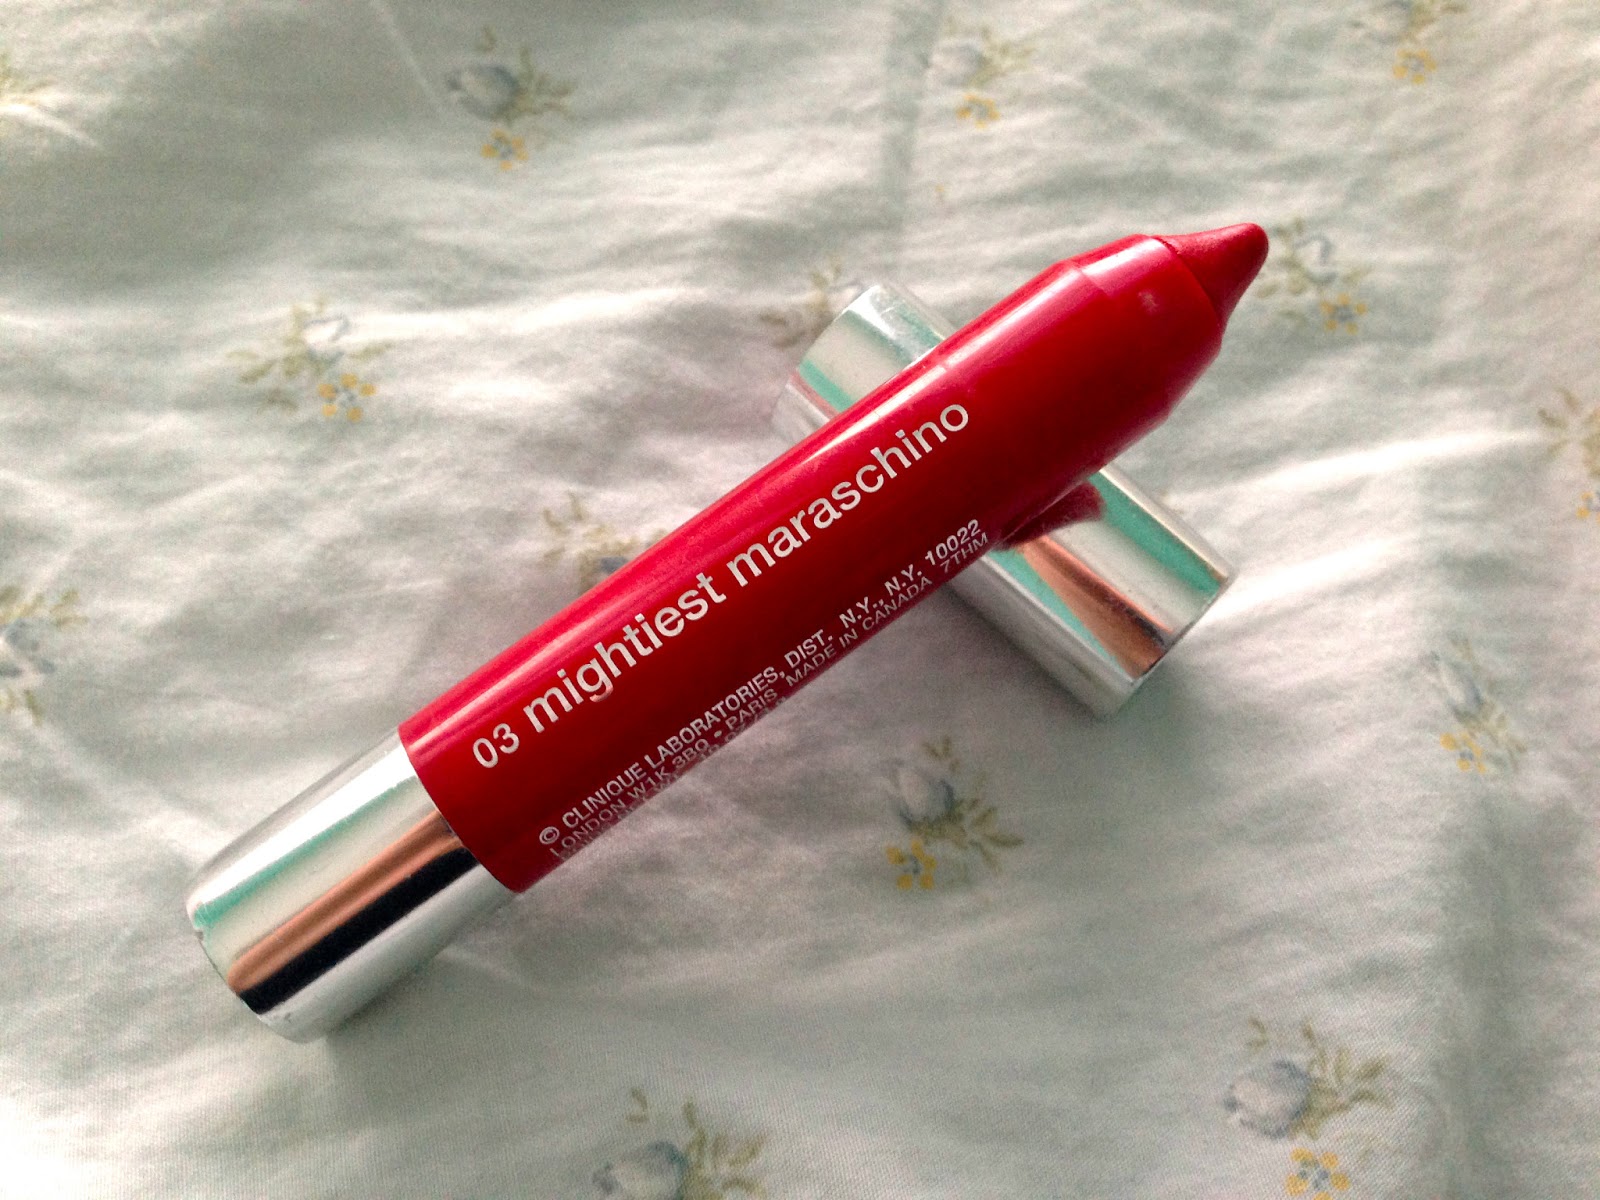 03 mightiest maraschino
© CLINIQUE LABORATORIES, DIST. N.Y., N.Y. 10022
LONDON W1K 3BQ • PARIS MADE IN CANADA 7THM